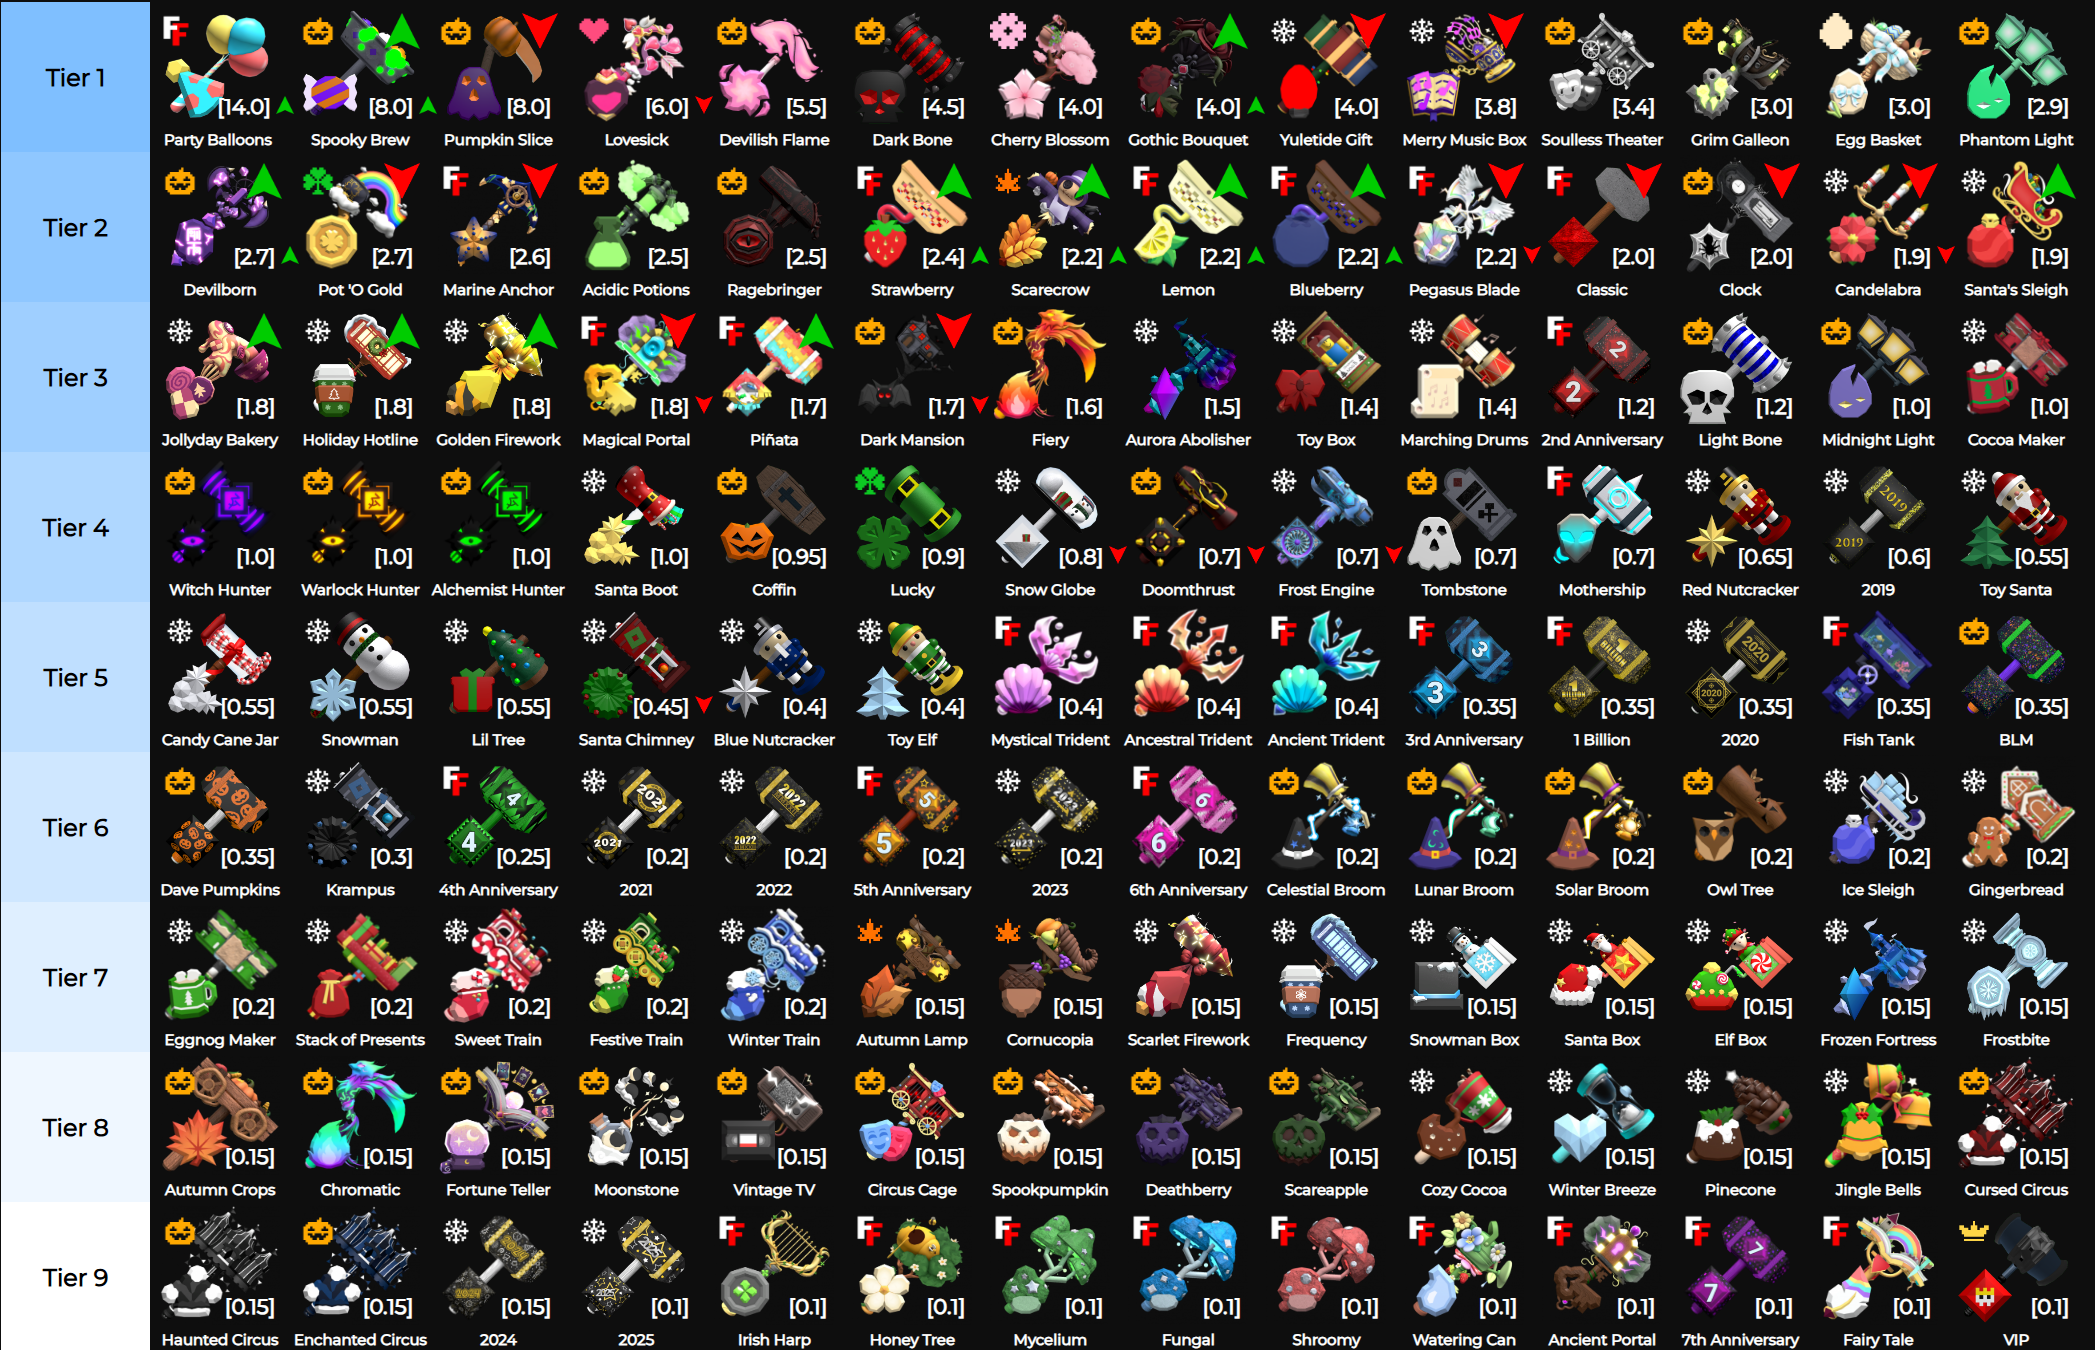 Tier 1
[14.0] [8.0] [8.0] [6.0] [5.5] [4.5] [4.0] [4.0] [4.0] [3.8] [3.4] [3.0] [3.0] [2.9]
Party Balloons Spooky Brew Pumpkin Slice Lovesick Devilish Flame Dark Bone Cherry Blossom Gothic Bouquet Yuletide Gift Merry Music Box Soulless Theater Grim Galleon Egg Basket Phantom Light
Tier 2
[2.7] [2.7] [2.6] [2.5] [2.5] [2.4] [2.2] [2.2] [2.2] [2.2] [2.0] [2.0] [1.9] [1.9]
Devilborn Pot 'O Gold Marine Anchor Acidic Potions Ragebringer Strawberry Scarecrow Lemon Blueberry Pegasus Blade Classic Clock Candelabra Santa's Sleigh
Tier 3
[1.8] [1.8] [1.8] [1.8] [1.7] [1.7] [1.6] [1.5] [1.4] [1.4] [1.2] [1.2] [1.0] [1.0]
Jollyday Bakery Holiday Hotline Golden Firework Magical Portal Piñata Dark Mansion Fiery Aurora Abolisher Toy Box Marching Drums 2nd Anniversary Light Bone Midnight Light Cocoa Maker
Tier 4
[1.0] [1.0] [1.0] [1.0] [0.95] [0.9] [0.8] [0.7] [0.7] [0.7] [0.7] [0.65] [0.6] [0.55]
Witch Hunter Warlock Hunter Alchemist Hunter Santa Boot Coffin Lucky Snow Globe Doomthrust Frost Engine Tombstone Mothership Red Nutcracker 2019 Toy Santa
Tier 5
[0.55] [0.55] [0.55] [0.45] [0.4] [0.4] [0.4] [0.4] [0.4] [0.35] [0.35] [0.35] [0.35] [0.35]
Candy Cane Jar Snowman Lil Tree Santa Chimney Blue Nutcracker Toy Elf Mystical Trident Ancestral Trident Ancient Trident 3rd Anniversary 1 Billion 2020 Fish Tank BLM
Tier 6
[0.35] [0.3] [0.25] [0.2] [0.2] [0.2] [0.2] [0.2] [0.2] [0.2] [0.2] [0.2] [0.2] [0.2]
Dave Pumpkins Krampus 4th Anniversary 2021 2022 5th Anniversary 2023 6th Anniversary Celestial Broom Lunar Broom Solar Broom Owl Tree Ice Sleigh Gingerbread
Tier 7
[0.2] [0.2] [0.2] [0.2] [0.2] [0.15] [0.15] [0.15] [0.15] [0.15] [0.15] [0.15] [0.15] [0.15]
Eggnog Maker Stack of Presents Sweet Train Festive Train Winter Train Autumn Lamp Cornucopia Scarlet Firework Frequency Snowman Box Santa Box Elf Box Frozen Fortress Frostbite
Tier 8
[0.15] [0.15] [0.15] [0.15] [0.15] [0.15] [0.15] [0.15] [0.15] [0.15] [0.15] [0.15] [0.15] [0.15]
Autumn Crops Chromatic Fortune Teller Moonstone Vintage TV Circus Cage Spookpumpkin Deathberry Scareapple Cozy Cocoa Winter Breeze Pinecone Jingle Bells Cursed Circus
Tier 9
[0.15] [0.15] [0.15] [0.1] [0.1] [0.1] [0.1] [0.1] [0.1] [0.1] [0.1] [0.1] [0.1] [0.1]
Haunted Circus Enchanted Circus 2024 2025 Irish Harp Honey Tree Mycelium Fungal Shroomy Watering Can Ancient Portal 7th Anniversary Fairy Tale VIP